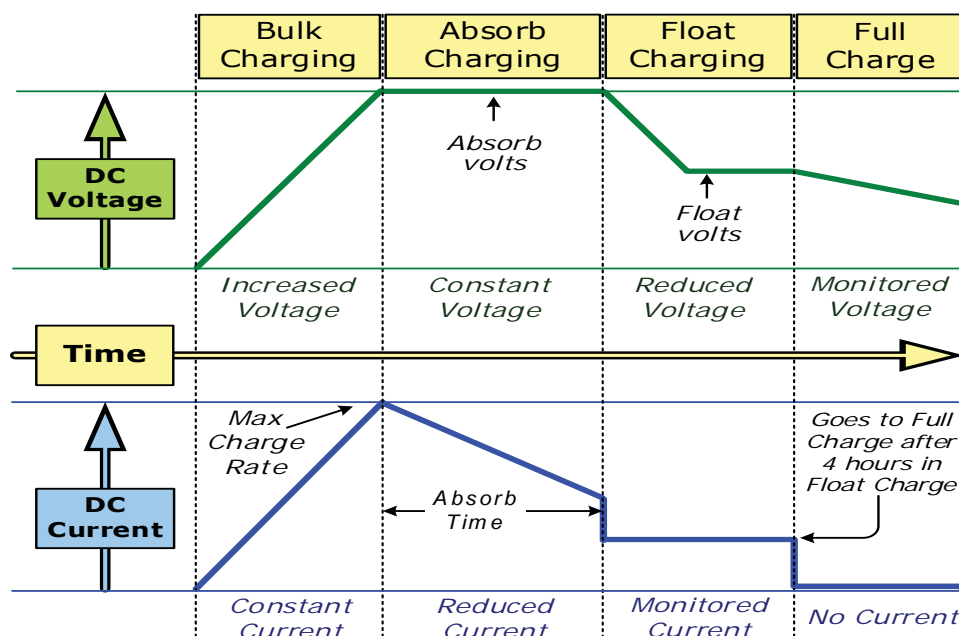 Bulk
Charging
Absorb
Charging
Float
Charging
Full
Charge
DC
Voltage
Absorb
volts
Float
volts
Increased
Voltage
Constant
Voltage
Reduced
Voltage
Monitored
Voltage
Time
DC
Current
Max
Charge
Rate
Absorb
Time
Goes to Full
Charge after
4 hours in
Float Charge
Constant
Current
Reduced
Current
Monitored
Current
No Current